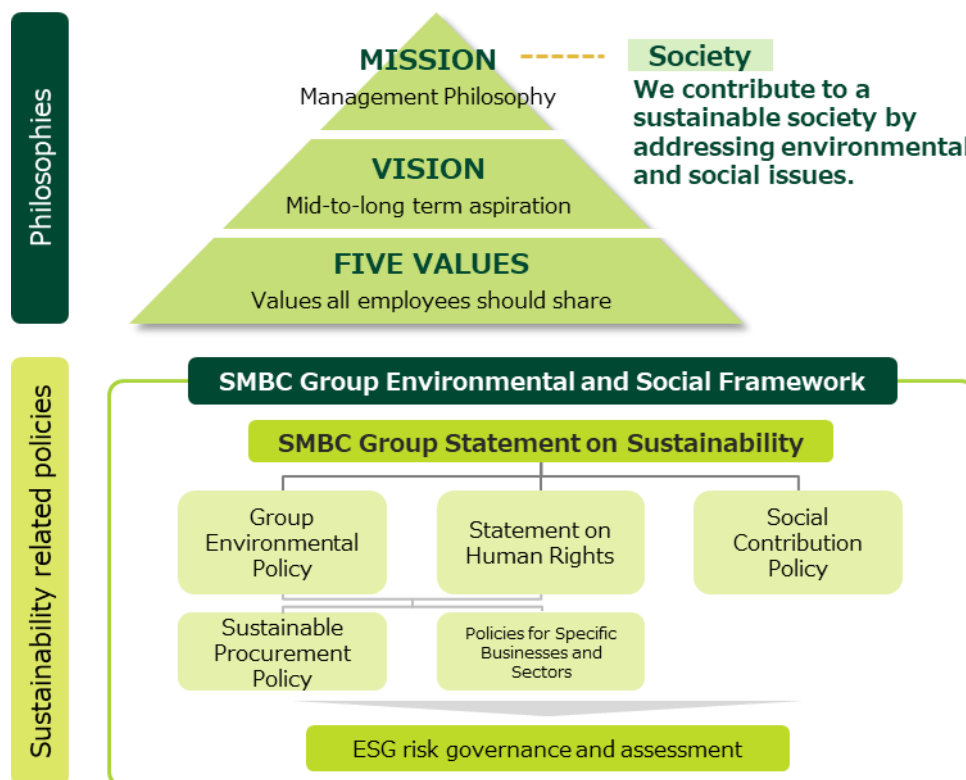 Philosophies
MISSION
Management Philosophy
Society
We contribute to a
sustainable society by
addressing environmental
and social issues.
VISION
Mid-to-long term aspiration
FIVE VALUES
Values all employees should share
Sustainability related policies
SMBC Group Environmental and Social Framework
SMBC Group Statement on Sustainability
Group
Environmental
Policy
Statement on
Human Rights
Social
Contribution
Policy
Sustainable
Procurement
Policy
Policies for Specific
Businesses and
Sectors
ESG risk governance and assessment